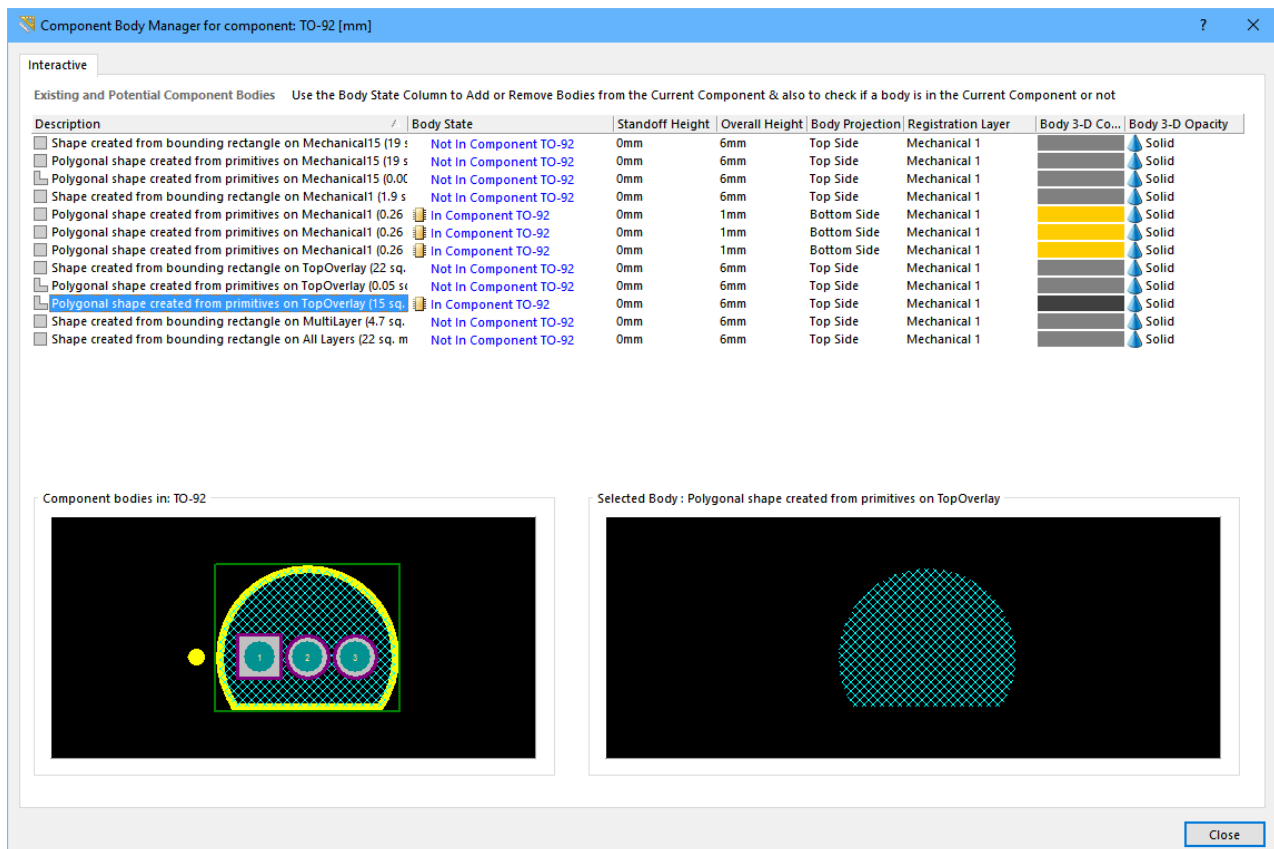 Component Body Manager for component: TO-92 [mm]
Interactive
Existing and Potential Component Bodies Use the Body State Column to Add or Remove Bodies from the Current Component & also to check if a body is in the Current Component or not
Description Body State Standoff Height Overall Height Body Projection Registration Layer Body 3-D Co... Body 3-D Opacity
Shape created from bounding rectangle on Mechanical15 (19 s Not In Component TO-92 0mm 6mm Top Side Mechanical 1 Solid
Polygonal shape created from primitives on Mechanical15 (19 s Not In Component TO-92 0mm 6mm Top Side Mechanical 1 Solid
Polygonal shape created from primitives on Mechanical15 (0.00 Not In Component TO-92 0mm 6mm Top Side Mechanical 1 Solid
Shape created from bounding rectangle on Mechanical1 (1.9 s Not In Component TO-92 0mm 6mm Top Side Mechanical 1 Solid
Polygonal shape created from primitives on Mechanical1 (0.26 In Component TO-92 0mm 1mm Bottom Side Mechanical 1 Solid
Polygonal shape created from primitives on Mechanical1 (0.26 In Component TO-92 0mm 1mm Bottom Side Mechanical 1 Solid
Polygonal shape created from primitives on Mechanical1 (0.26 In Component TO-92 0mm 1mm Bottom Side Mechanical 1 Solid
Shape created from bounding rectangle on TopOverlay (22 sq. Not In Component TO-92 0mm 6mm Top Side Mechanical 1 Solid
Polygonal shape created from primitives on TopOverlay (0.05 sq Not In Component TO-92 0mm 6mm Top Side Mechanical 1 Solid
Polygonal shape created from primitives on TopOverlay (15 sq. In Component TO-92 0mm 6mm Top Side Mechanical 1 Solid
Shape created from bounding rectangle on MultiLayer (4.7 sq. Not In Component TO-92 0mm 6mm Top Side Mechanical 1 Solid
Shape created from bounding rectangle on All Layers (22 sq. m Not In Component TO-92 0mm 6mm Top Side Mechanical 1 Solid
Component bodies in: TO-92 Selected Body : Polygonal shape created from primitives on TopOverlay
1 2 3
Close